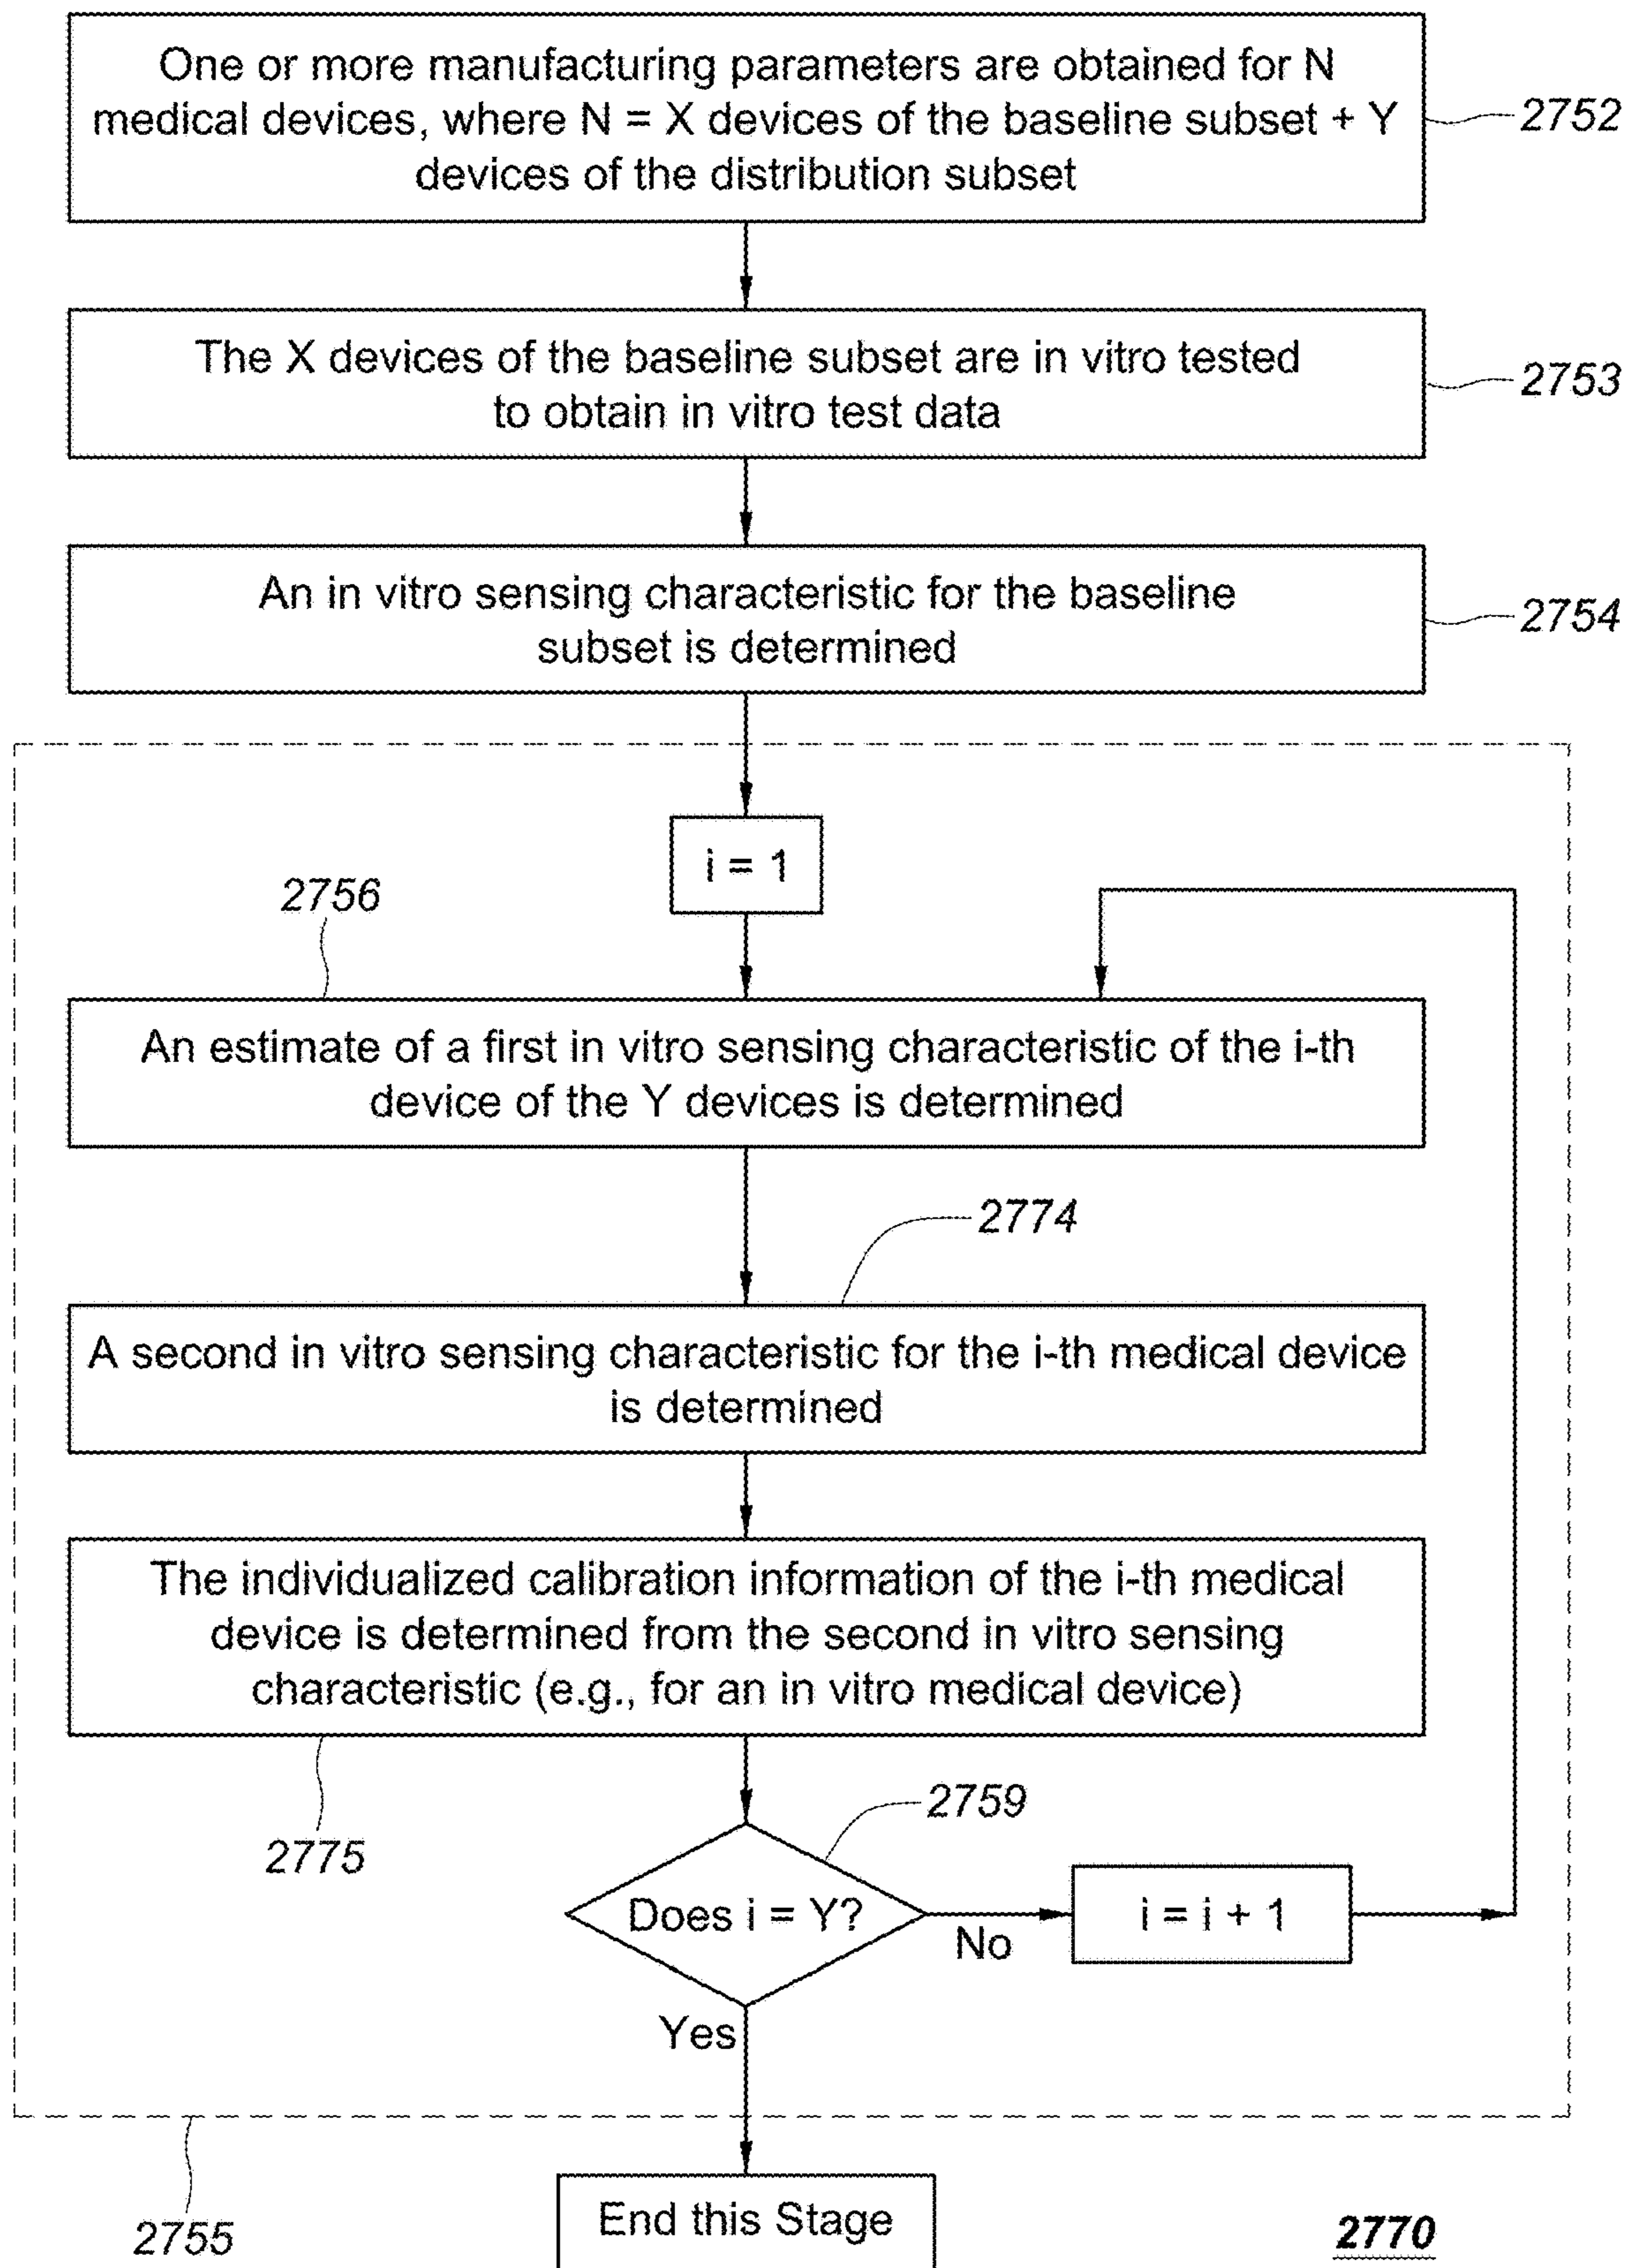 One or more manufacturing parameters are obtained for N
medical devices, where N = X devices of the baseline subset + Y
devices of the distribution subset
2752
The X devices of the baseline subset are in vitro tested
to obtain in vitro test data
2753
An in vitro sensing characteristic for the baseline
subset is determined
2754
i = 1
2756
An estimate of a first in vitro sensing characteristic of the i-th
device of the Y devices is determined
2774
A second in vitro sensing characteristic for the i-th medical device
is determined
The individualized calibration information of the i-th medical
device is determined from the second in vitro sensing
characteristic (e.g., for an in vitro medical device)
2775
2759
Does i = Y?
No
i = i + 1
Yes
End this Stage
2755
2770